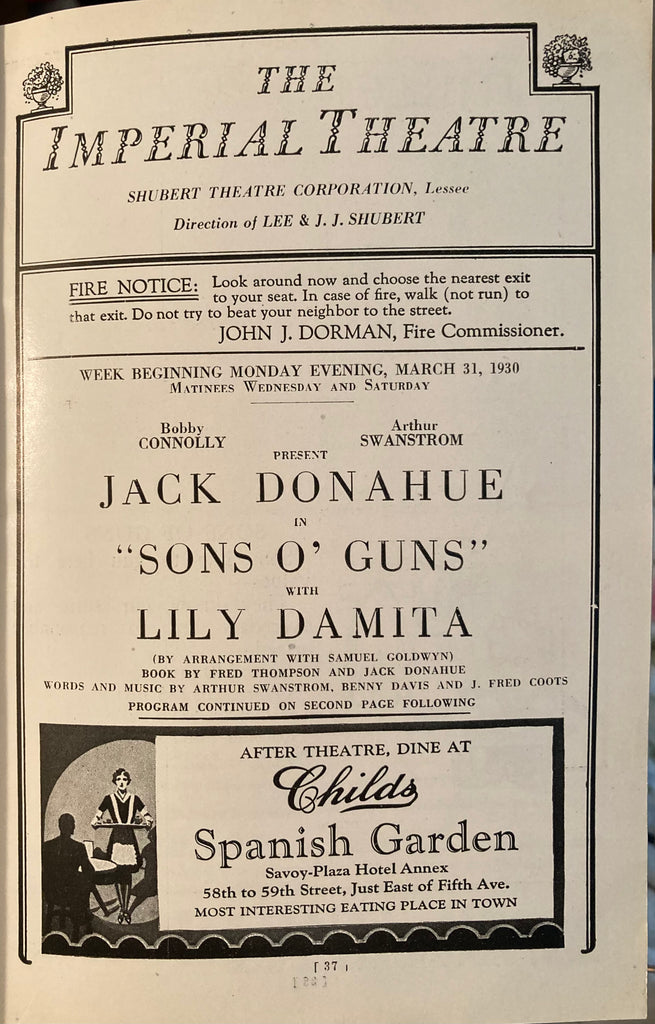 THE
IMPERIAL THEATRE
SHUBERT THEATRE CORPORATION, Lessee
Direction of LEE & J. J. SHUBERT
FIRE NOTICE: Look around now and choose the nearest exit
to your seat. In case of fire, walk (not run) to
that exit. Do not try to beat your neighbor to the street.
JOHN J. DORMAN, Fire Commissioner.
WEEK BEGINNING MONDAY EVENING, MARCH 31, 1930
MATINEES WEDNESDAY AND SATURDAY
Bobby Arthur
CONNOLLY SWANSTROM
PRESENT
JACK DONAHUE
IN
"SONS O' GUNS"
WITH
LILY DAMITA
(BY ARRANGEMENT WITH SAMUEL GOLDWYN)
BOOK BY FRED THOMPSON AND JACK DONAHUE
WORDS AND MUSIC BY ARTHUR SWANSTROM, BENNY DAVIS AND J. FRED COOTS
PROGRAM CONTINUED ON SECOND PAGE FOLLOWING
AFTER THEATRE, DINE AT
Childs
Spanish Garden
Savoy-Plaza Hotel Annex
58th to 59th Street, Just East of Fifth Ave.
MOST INTERESTING EATING PLACE IN TOWN
[ 37 ]